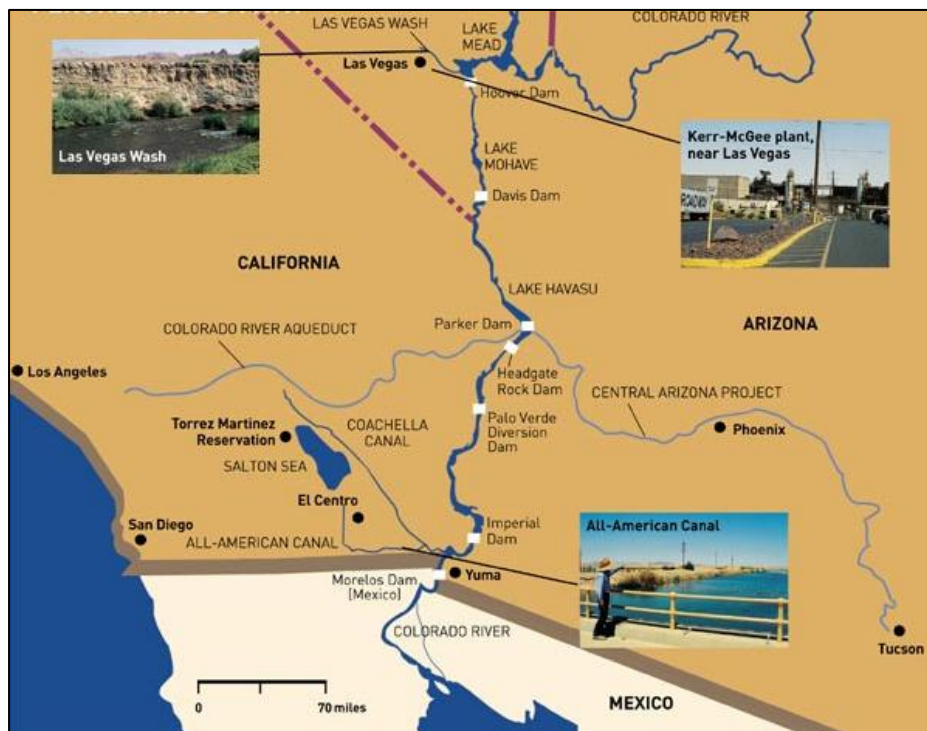 LAS VEGAS WASH
LAKE
MEAD
COLORADO RIVER
Las Vegas
Hoover Dam
Las Vegas Wash
Kerr-McGee plant,
near Las Vegas
ROADWAY
LAKE
MOHAVE
Davis Dam
CALIFORNIA
LAKE HAVASU
ARIZONA
Parker Dam
COLORADO RIVER AQUEDUCT
Headgate
Rock Dam
Los Angeles
CENTRAL ARIZONA PROJECT
Torrez Martinez
Reservation
COACHELLA
CANAL
Palo Verde
Diversion
Dam
Phoenix
SALTON SEA
El Centro
San Diego
Imperial
Dam
All-American Canal
ALL-AMERICAN CANAL
Morelos Dam
(Mexico)
Yuma
COLORADO RIVER
Tucson
0
70 miles
MEXICO